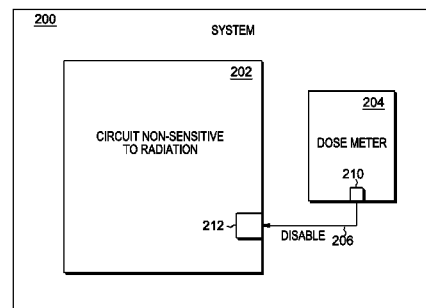 200
SYSTEM
202
CIRCUIT NON-SENSITIVE
TO RADIATION
204
DOSE METER
210
212
DISABLE
206